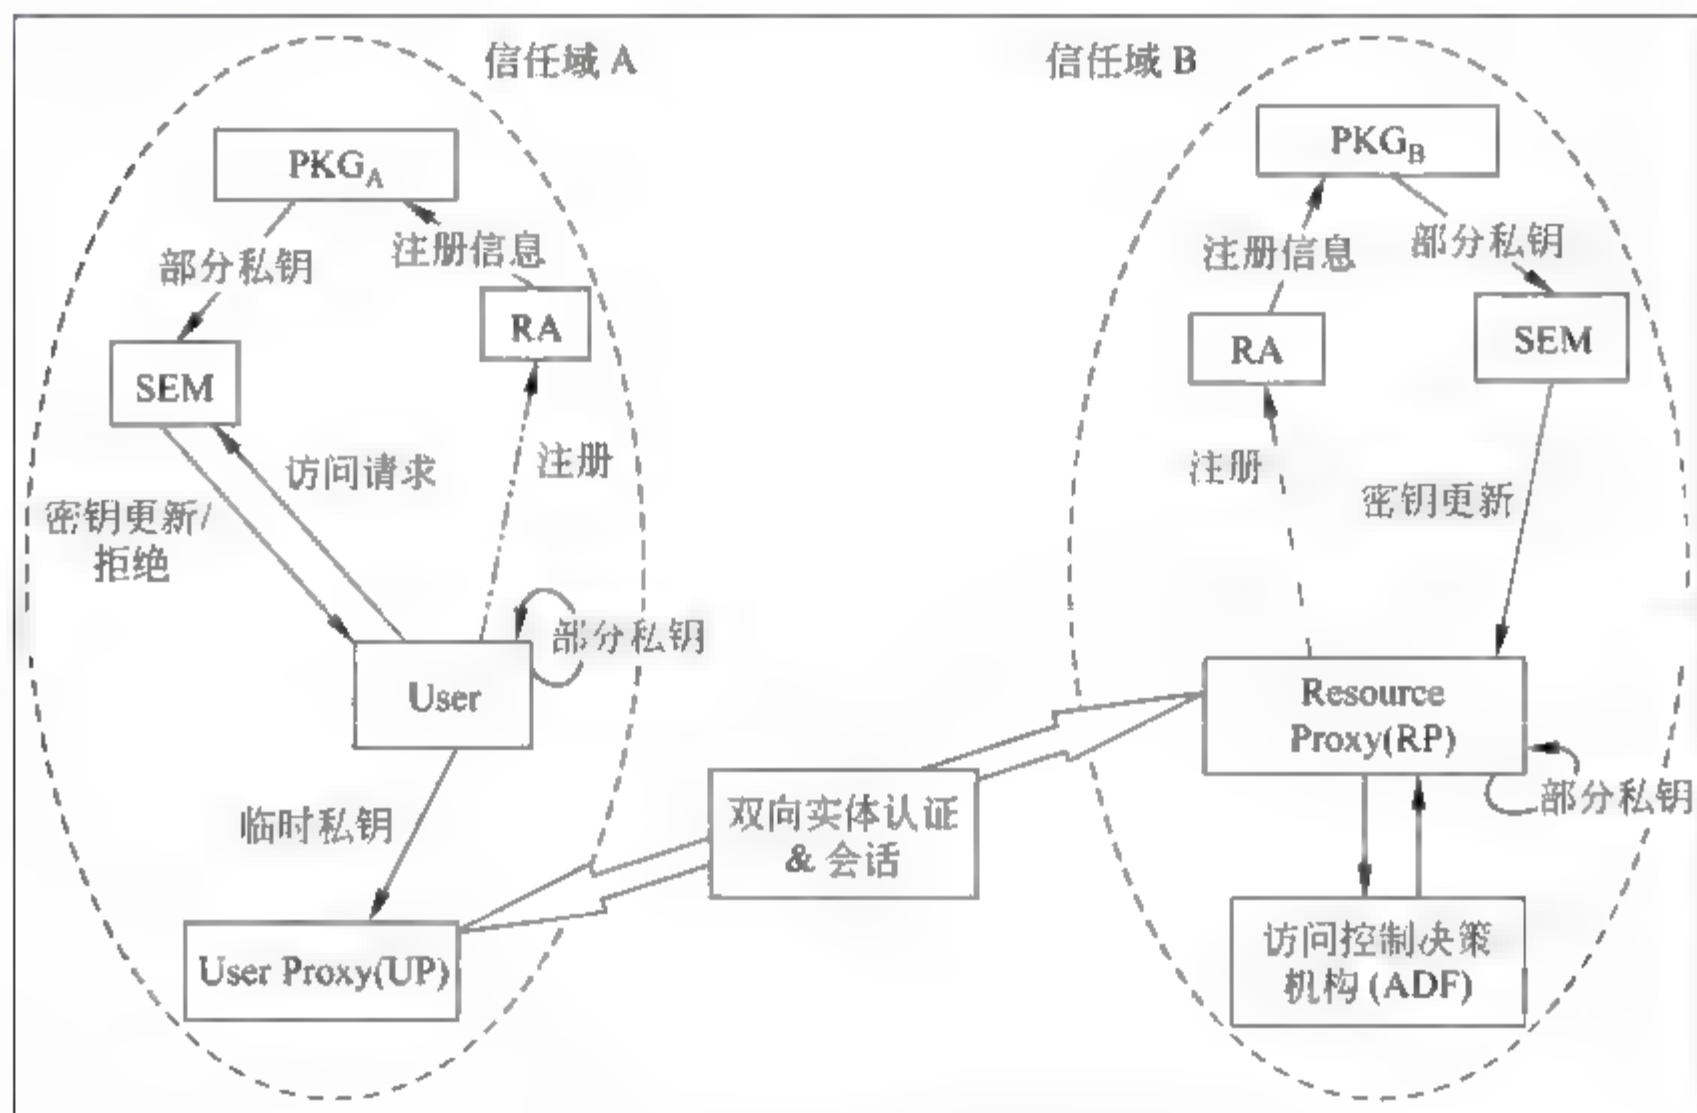 信任域 A
信任域 B
PKG_A
PKG_B
部分私钥
注册信息
注册信息
部分私钥
RA
SEM
RA
SEM
访问请求
注册
注册
密钥更新/
拒绝
密钥更新
部分私钥
User
Resource
Proxy(RP)
临时私钥
双向实体认证
& 会话
部分私钥
User Proxy(UP)
访问控制决策
机构 (ADF)